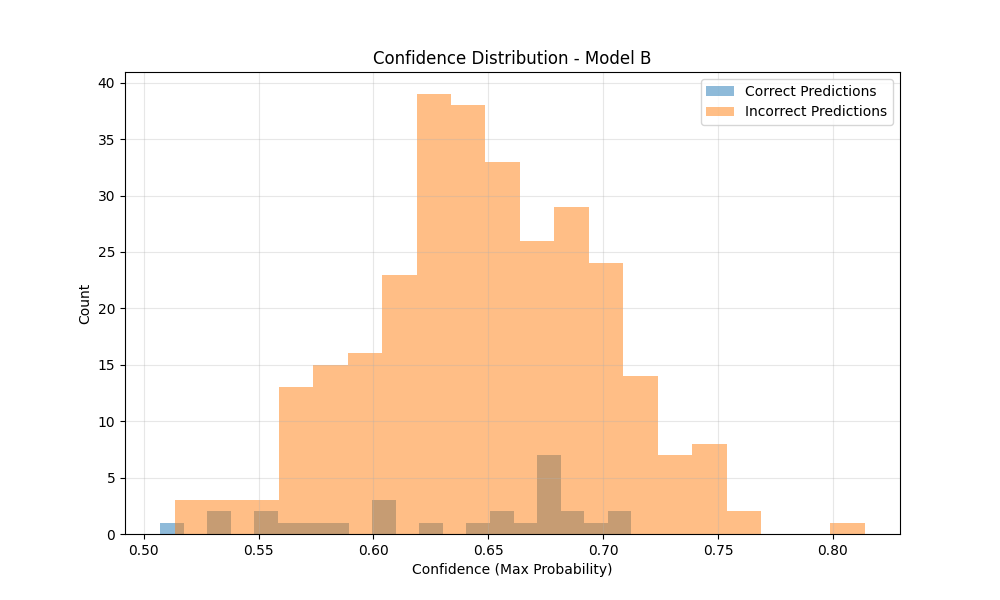 Confidence Distribution - Model B
Correct Predictions
Incorrect Predictions
40
35
30
25
20
15
10
5
0
Count
0.50 0.55 0.60 0.65 0.70 0.75 0.80
Confidence (Max Probability)